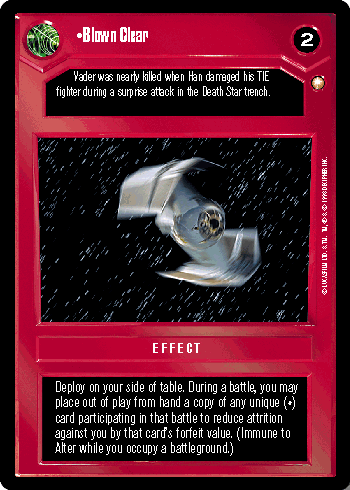 •Blown Clear
2
Vader was nearly killed when Han damaged his TIE
fighter during a surprise attack in the Death Star trench.
EFFECT
Deploy on your side of table. During a battle, you may
place out of play from hand a copy of any unique (•)
card participating in that battle to reduce attrition
against you by that card's forfeit value. (Immune to
Alter while you occupy a battleground.)